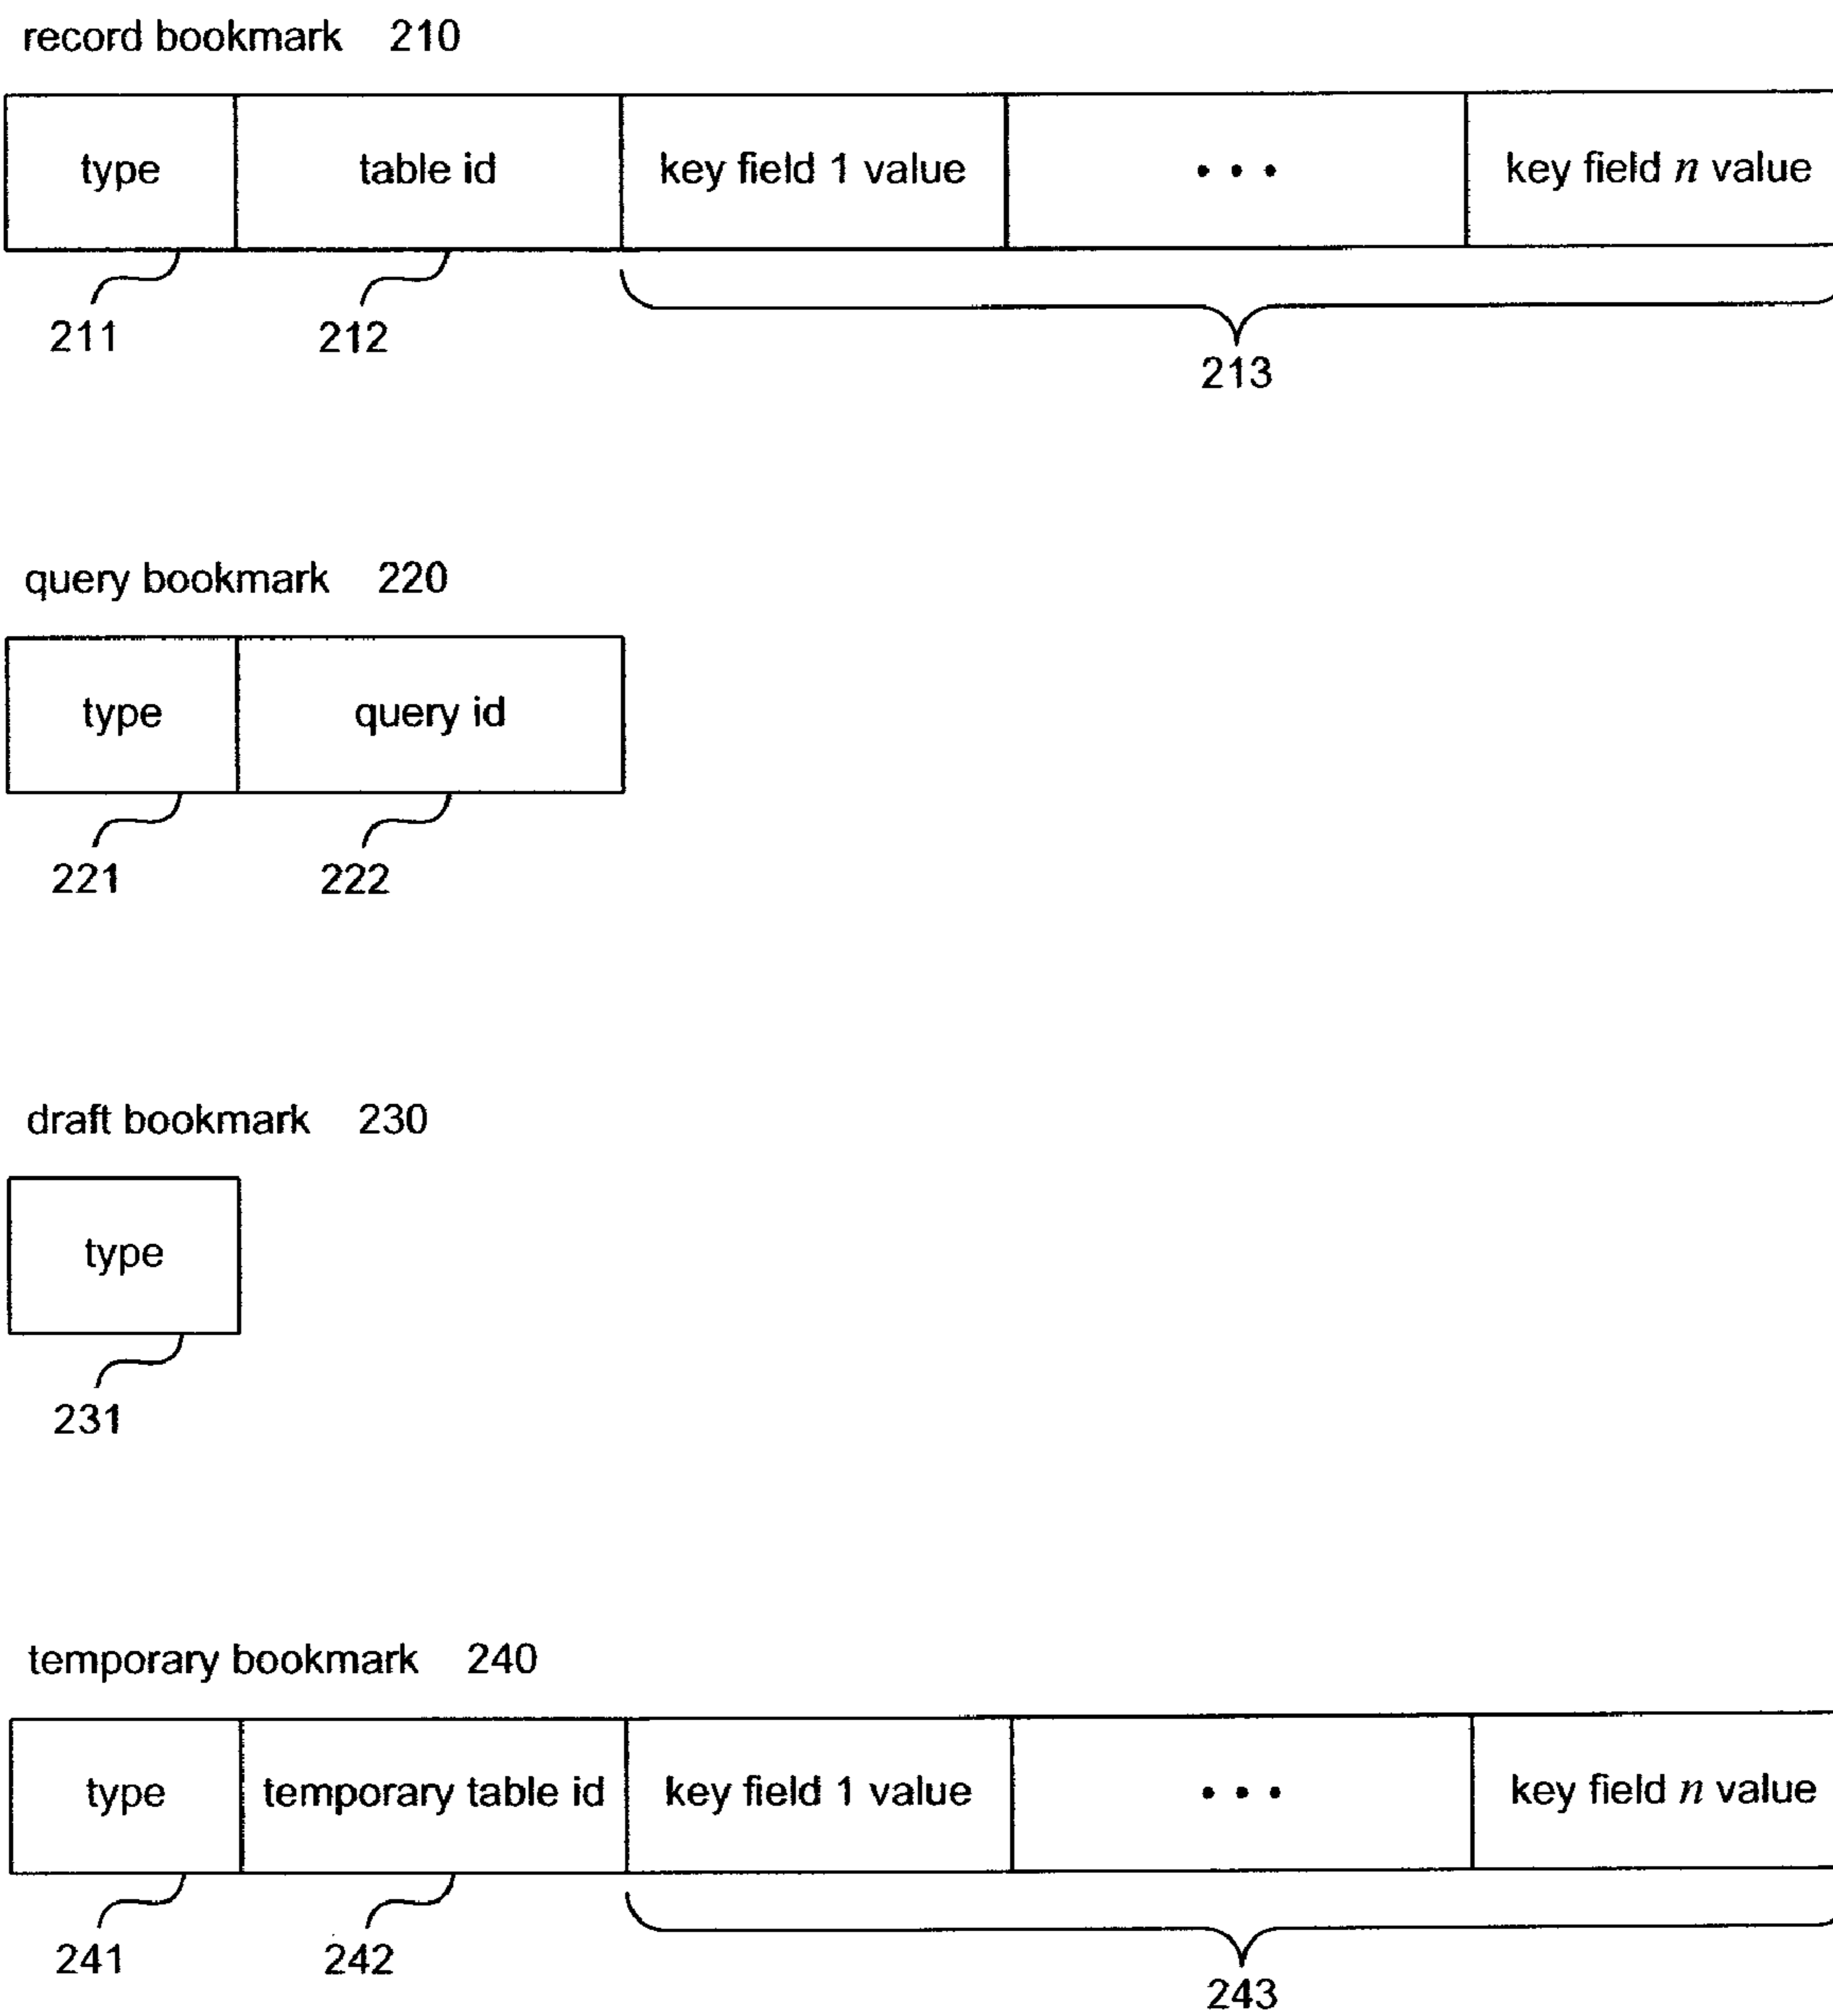 record bookmark 210
type table id key field 1 value • • • key field n value
211 212 213
query bookmark 220
type query id
221 222
draft bookmark 230
type
231
temporary bookmark 240
type temporary table id key field 1 value • • • key field n value
241 242 243